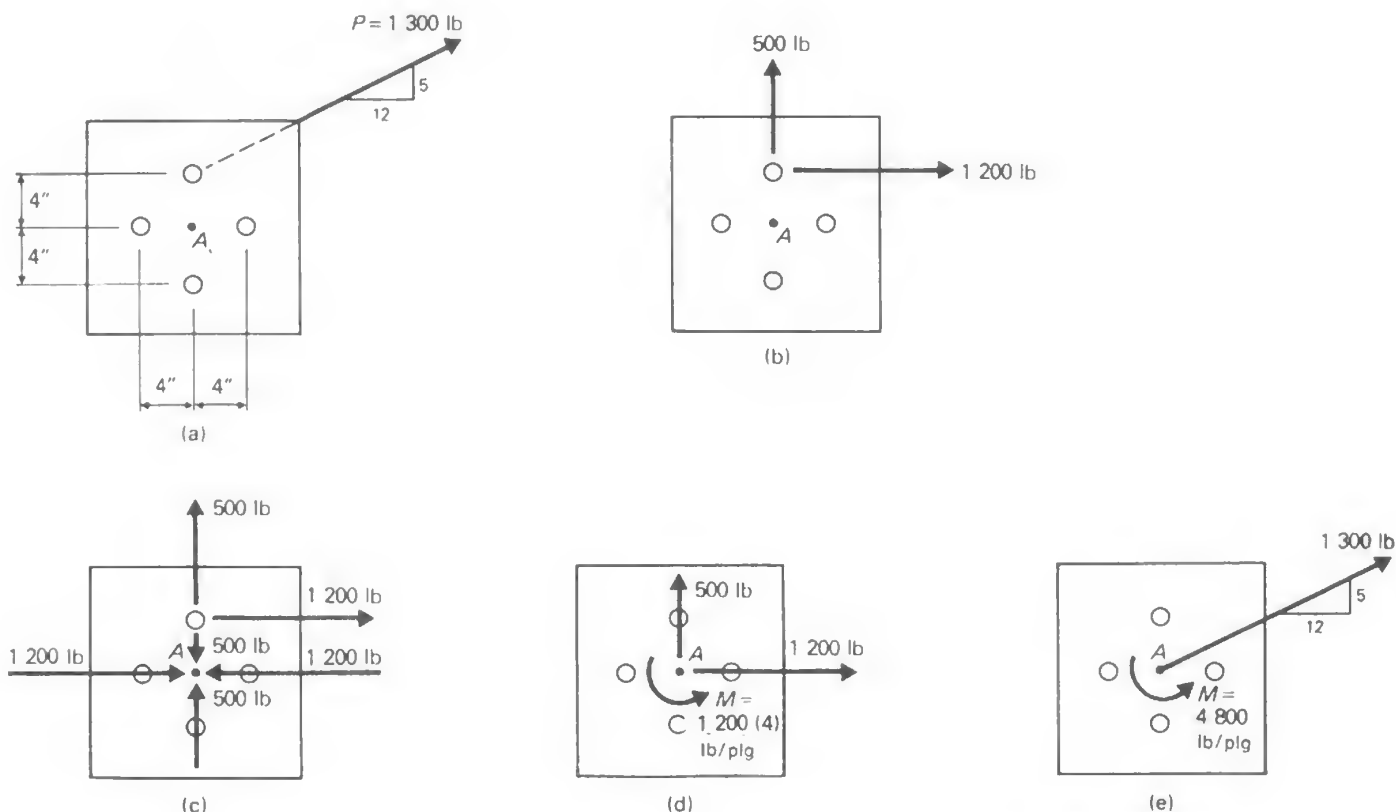 P = 1 300 lb
5
12
4"
4"
A
4"
4"
(a)
500 lb
1 200 lb
A
(b)
500 lb
1 200 lb
1 200 lb
A
500 lb
1 200 lb
500 lb
(c)
500 lb
A
1 200 lb
M =
1 200 (4)
lb/plg
(d)
1 300 lb
5
12
A
M =
4 800
lb/plg
(e)